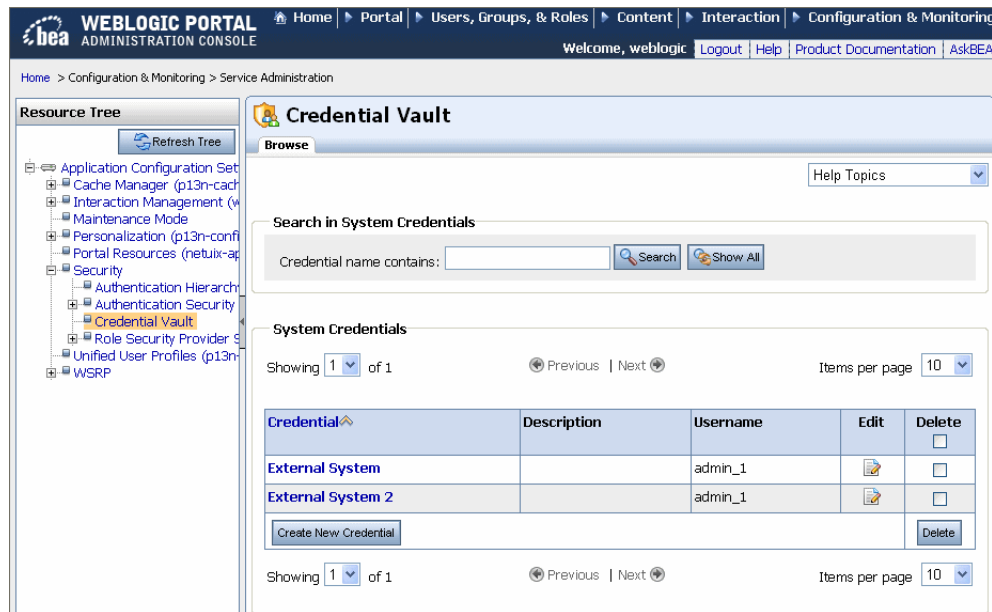 bea WEBLOGIC PORTAL
ADMINISTRATION CONSOLE
Home | Portal | Users, Groups, & Roles | Content | Interaction | Configuration & Monitoring
Welcome, weblogic Logout | Help | Product Documentation | AskBEA
Home > Configuration & Monitoring > Service Administration
Resource Tree
Refresh Tree
Application Configuration Set
Cache Manager (p13n-cach
Interaction Management (w
Maintenance Mode
Personalization (p13n-confi
Portal Resources (netuix-ap
Security
Authentication Hierarch
Authentication Security
Credential Vault
Role Security Provider S
Unified User Profiles (p13n-
WSRP
Credential Vault
Browse
Help Topics
Search in System Credentials
Credential name contains: Search Show All
System Credentials
Showing 1 of 1 Previous | Next Items per page 10
Credential Description Username Edit Delete
External System admin_1
External System 2 admin_1
Create New Credential Delete
Showing 1 of 1 Previous | Next Items per page 10